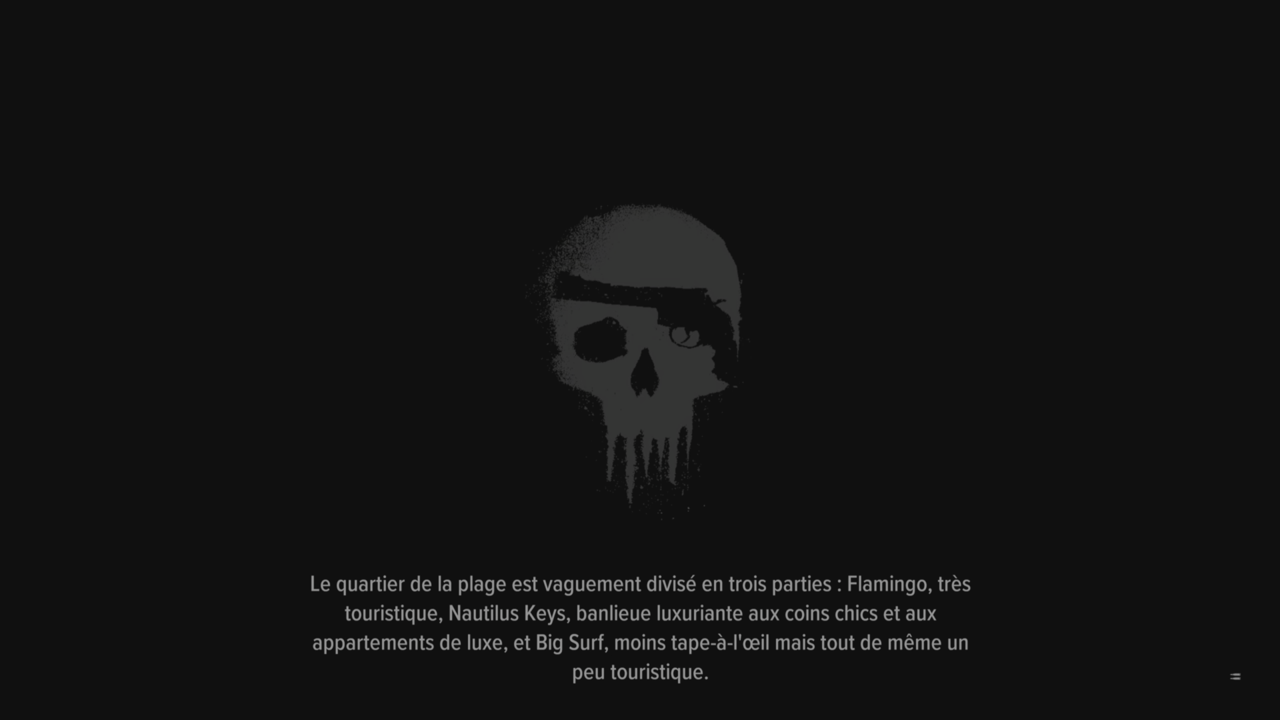 Le quartier de la plage est vaguement divisé en trois parties : Flamingo, très
touristique, Nautilus Keys, banlieue luxuriante aux coins chics et aux
appartements de luxe, et Big Surf, moins tape-à-l'œil mais tout de même un
peu touristique.